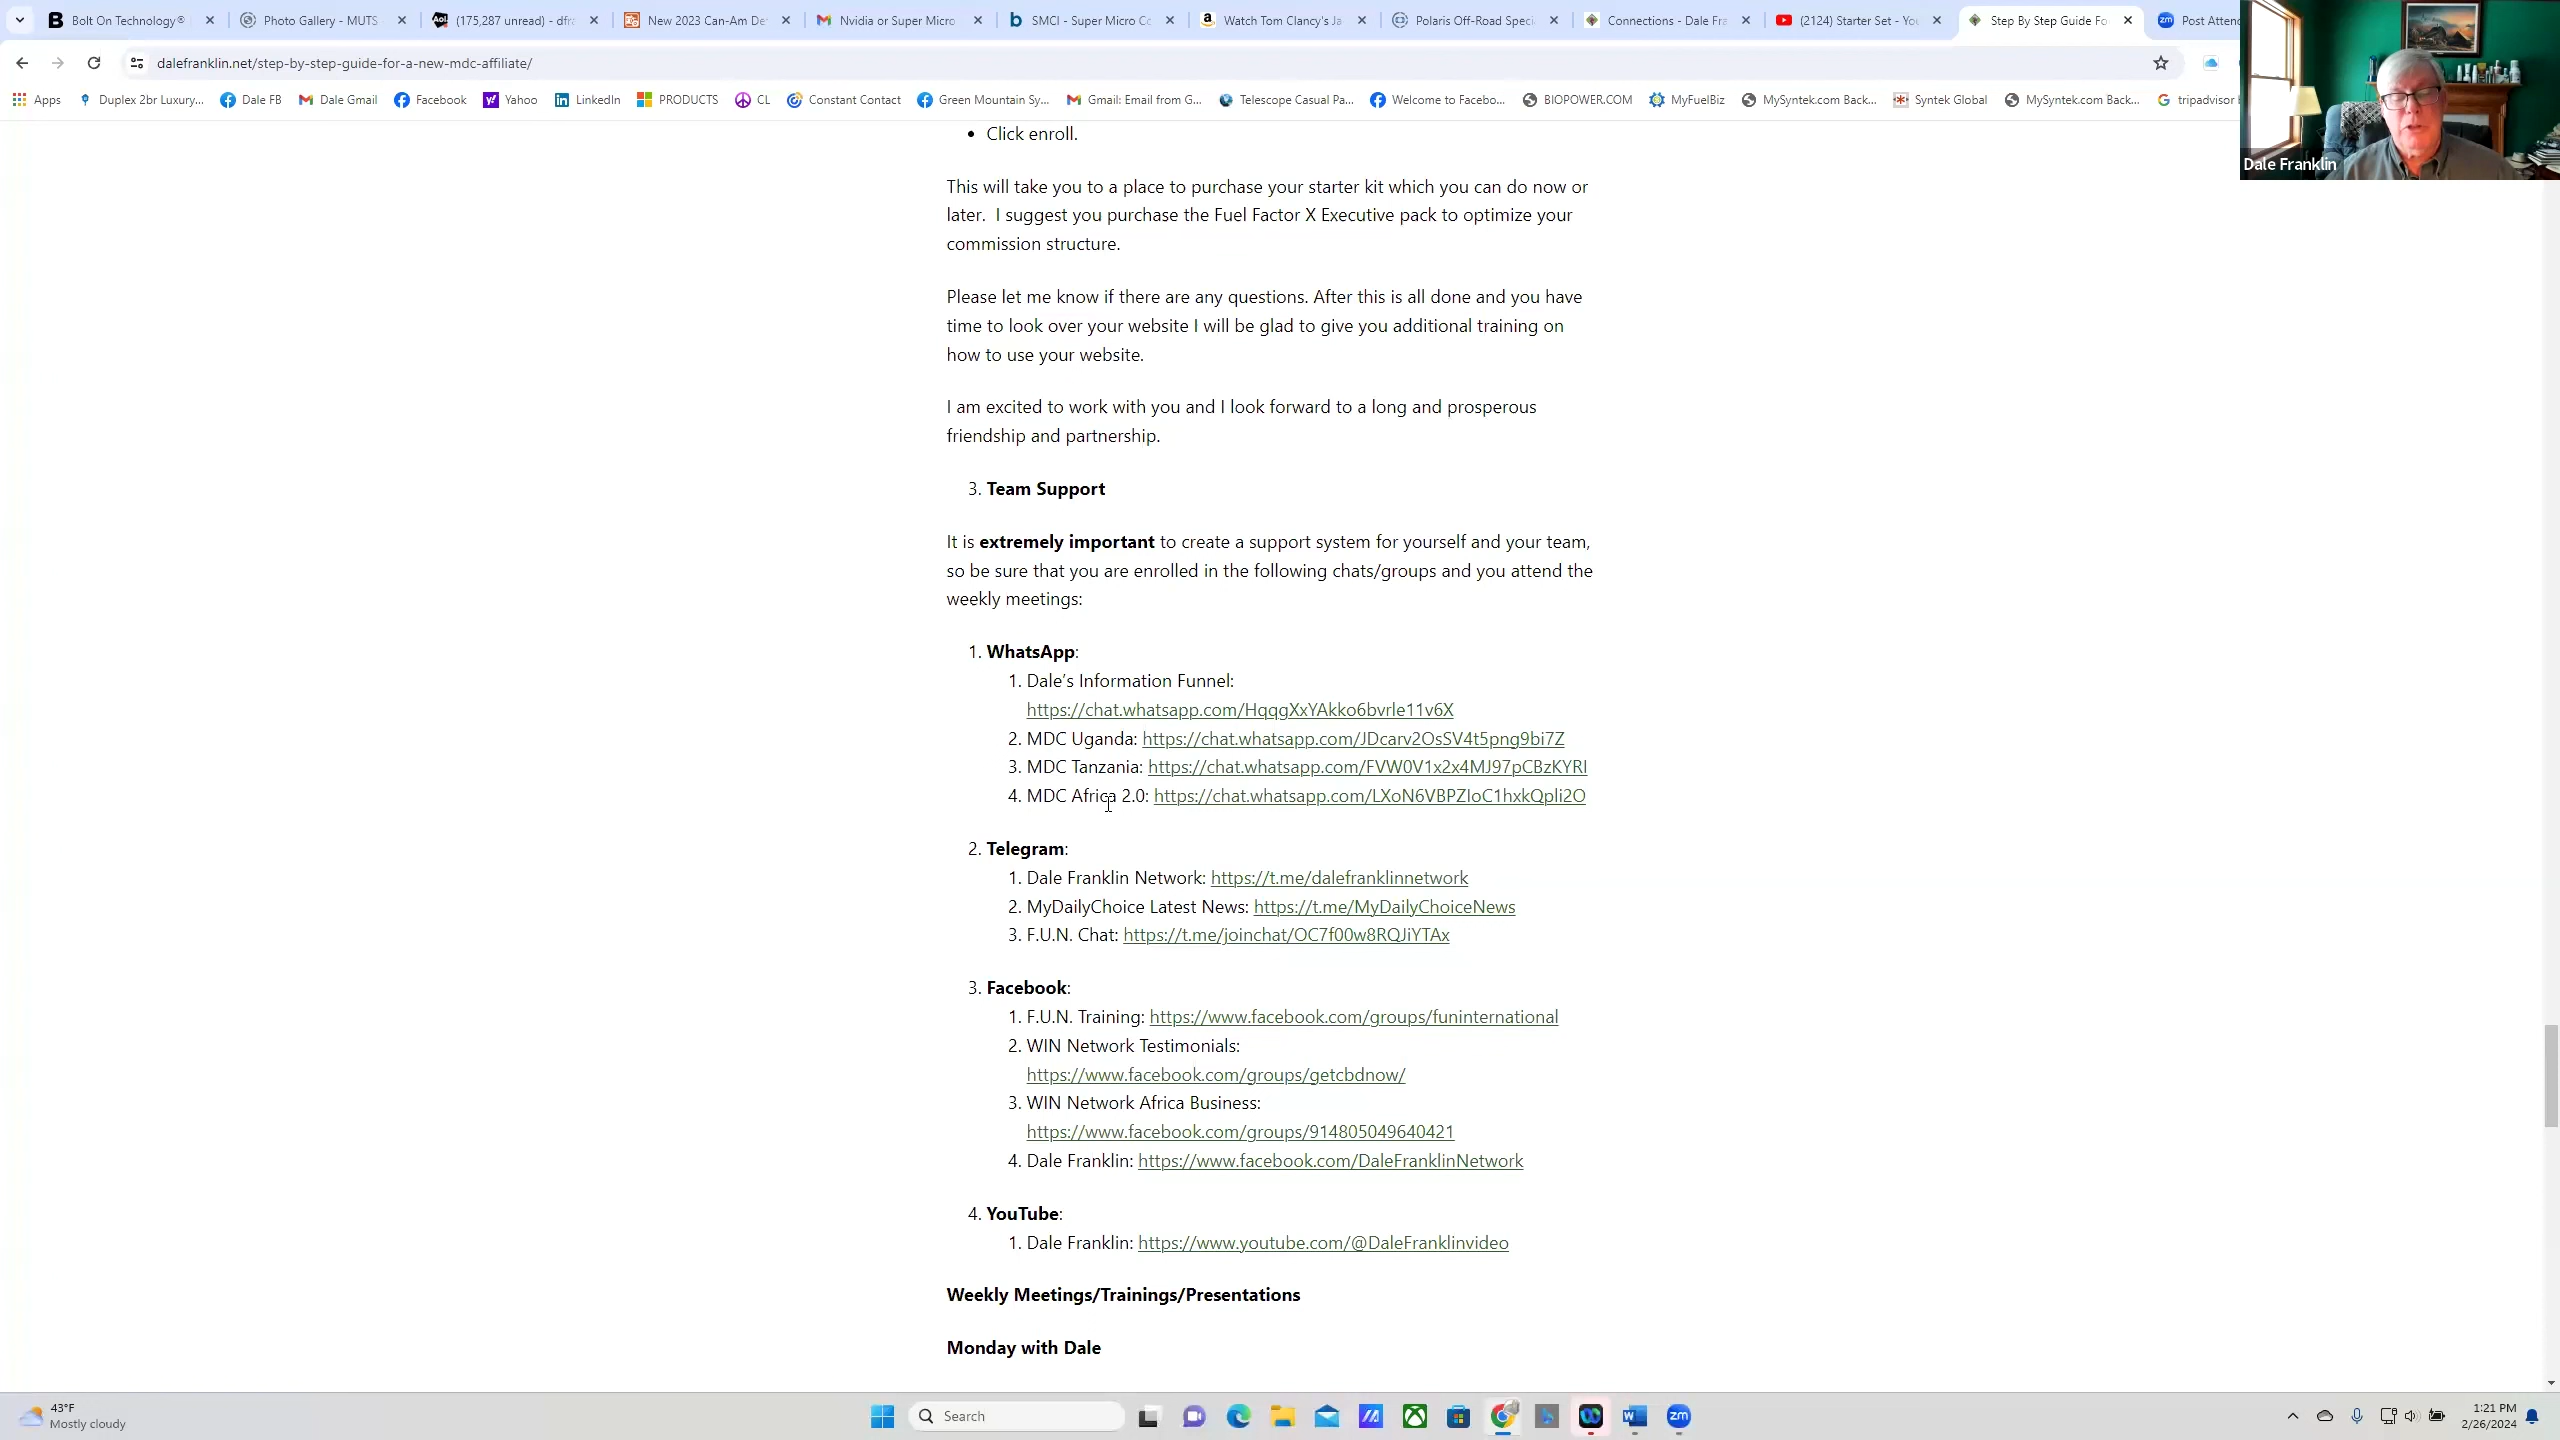 Bolt On Technology®
Photo Gallery - MUTS
(175,287 unread) - dfra
New 2023 Can-Am De
Nvidia or Super Micro
SMCI - Super Micro Co
Watch Tom Clancy's Ja
Polaris Off-Road Speci
Connections - Dale Fra
(2124) Starter Set - You
Step By Step Guide Fo
Post Attend
dalefranklin.net/step-by-step-guide-for-a-new-mdc-affiliate/
Apps
Duplex 2br Luxury...
Dale FB
Dale Gmail
Facebook
Yahoo
LinkedIn
PRODUCTS
CL
Constant Contact
Green Mountain Sy...
Gmail: Email from G...
Telescope Casual Pa...
Welcome to Facebo...
BIOPOWER.COM
MyFuelBiz
MySyntek.com Back...
Syntek Global
MySyntek.com Back...
tripadvisor
Dale Franklin
• Click enroll.
This will take you to a place to purchase your starter kit which you can do now or
later.  I suggest you purchase the Fuel Factor X Executive pack to optimize your
commission structure.
Please let me know if there are any questions. After this is all done and you have
time to look over your website I will be glad to give you additional training on
how to use your website.
I am excited to work with you and I look forward to a long and prosperous
friendship and partnership.
3. Team Support
It is extremely important to create a support system for yourself and your team,
so be sure that you are enrolled in the following chats/groups and you attend the
weekly meetings:
1. WhatsApp:
1. Dale's Information Funnel:
https://chat.whatsapp.com/HqqgXxYAkko6bvrle11v6X
2. MDC Uganda: https://chat.whatsapp.com/JDcarv2OsSV4t5png9bi7Z
3. MDC Tanzania: https://chat.whatsapp.com/FVW0V1x2x4MJ97pCBzKYRI
4. MDC Africa 2.0: https://chat.whatsapp.com/LXoN6VBPZIoC1hxkQpli2O
2. Telegram:
1. Dale Franklin Network: https://t.me/dalefranklinnetwork
2. MyDailyChoice Latest News: https://t.me/MyDailyChoiceNews
3. F.U.N. Chat: https://t.me/joinchat/OC7f00w8RQJiYTAx
3. Facebook:
1. F.U.N. Training: https://www.facebook.com/groups/funinternational
2. WIN Network Testimonials:
https://www.facebook.com/groups/getcbdnow/
3. WIN Network Africa Business:
https://www.facebook.com/groups/914805049640421
4. Dale Franklin: https://www.facebook.com/DaleFranklinNetwork
4. YouTube:
1. Dale Franklin: https://www.youtube.com/@DaleFranklinvideo
Weekly Meetings/Trainings/Presentations
Monday with Dale
43°F
Mostly cloudy
Search
1:21 PM
2/26/2024